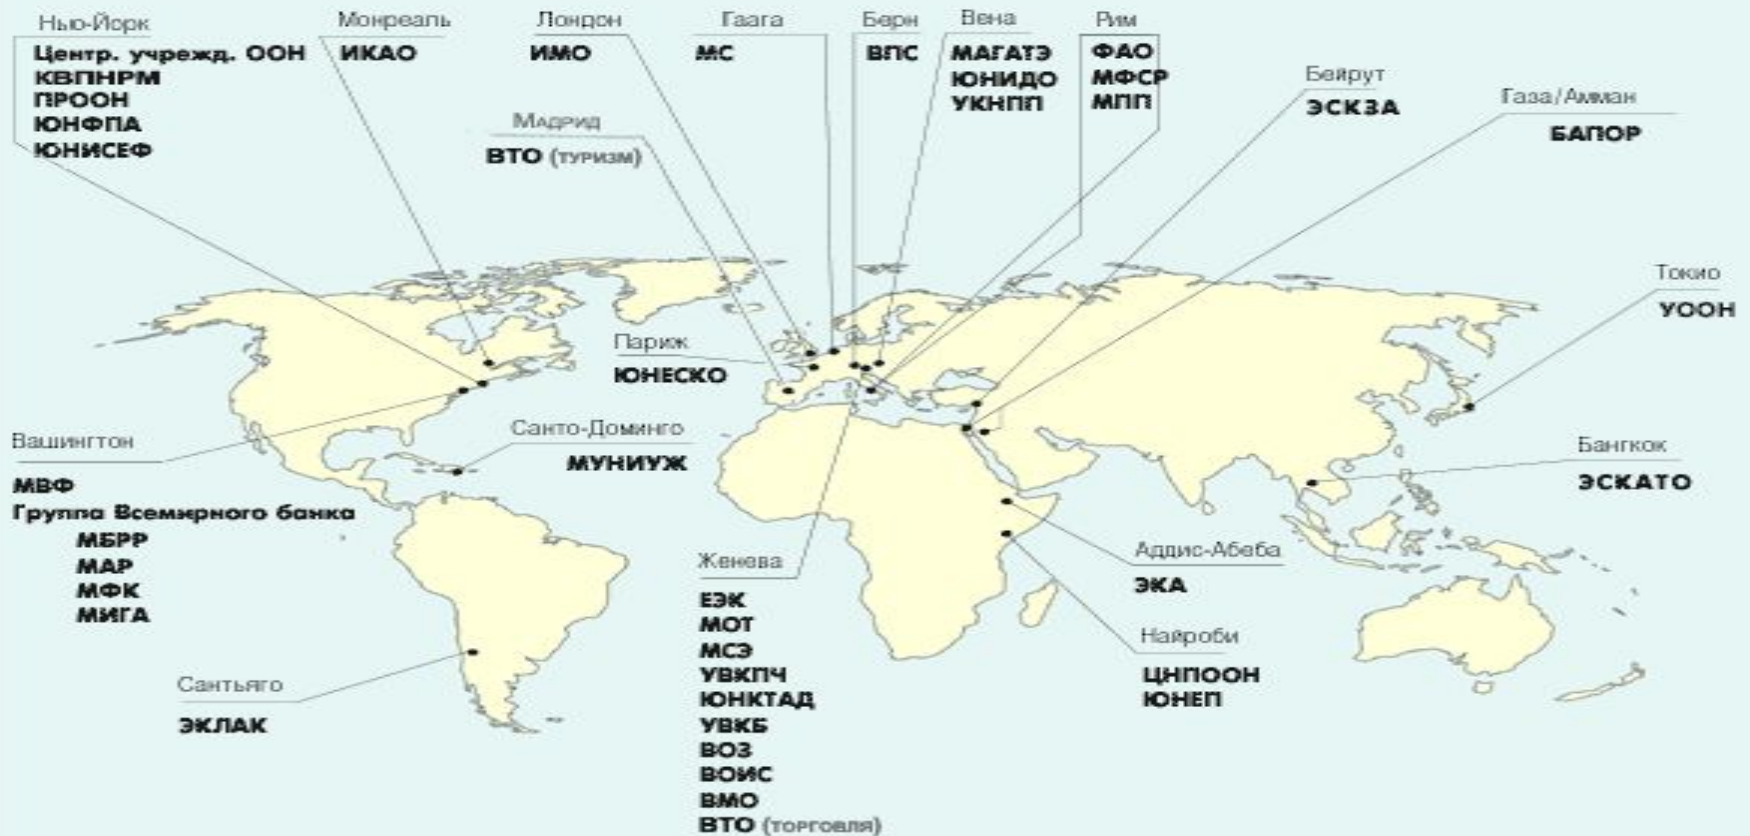 Нью-Йорк
Центр. учрежд. ООН
КВПНРМ
ПРООН
ЮНФПА
ЮНИСЕФ
Монреаль
ИКАО
Лондон
ИМО
Гаага
МС
Берн
ВПС
Вена
МАГАТЭ
ЮНИДО
УКНПП
Рим
ФАО
МФСР
МПП
Бейрут
ЭСКЗА
Газа/Амман
БАПОР
Мадрид
ВТО (туризм)
Токио
УООН
Париж
ЮНЕСКО
Вашингтон
МВФ
Группа Всемирного банка
МБРР
МАР
МФК
МИГА
Санто-Доминго
МУНИУЖ
Бангкок
ЭСКАТО
Женева
ЕЭК
МОТ
МСЭ
УВКПЧ
ЮНКТАД
УВКБ
ВОЗ
ВОИС
ВМО
ВТО (торговля)
Аддис-Абеба
ЭКА
Найроби
ЦНПООН
ЮНЕП
Сантьяго
ЭКЛАК